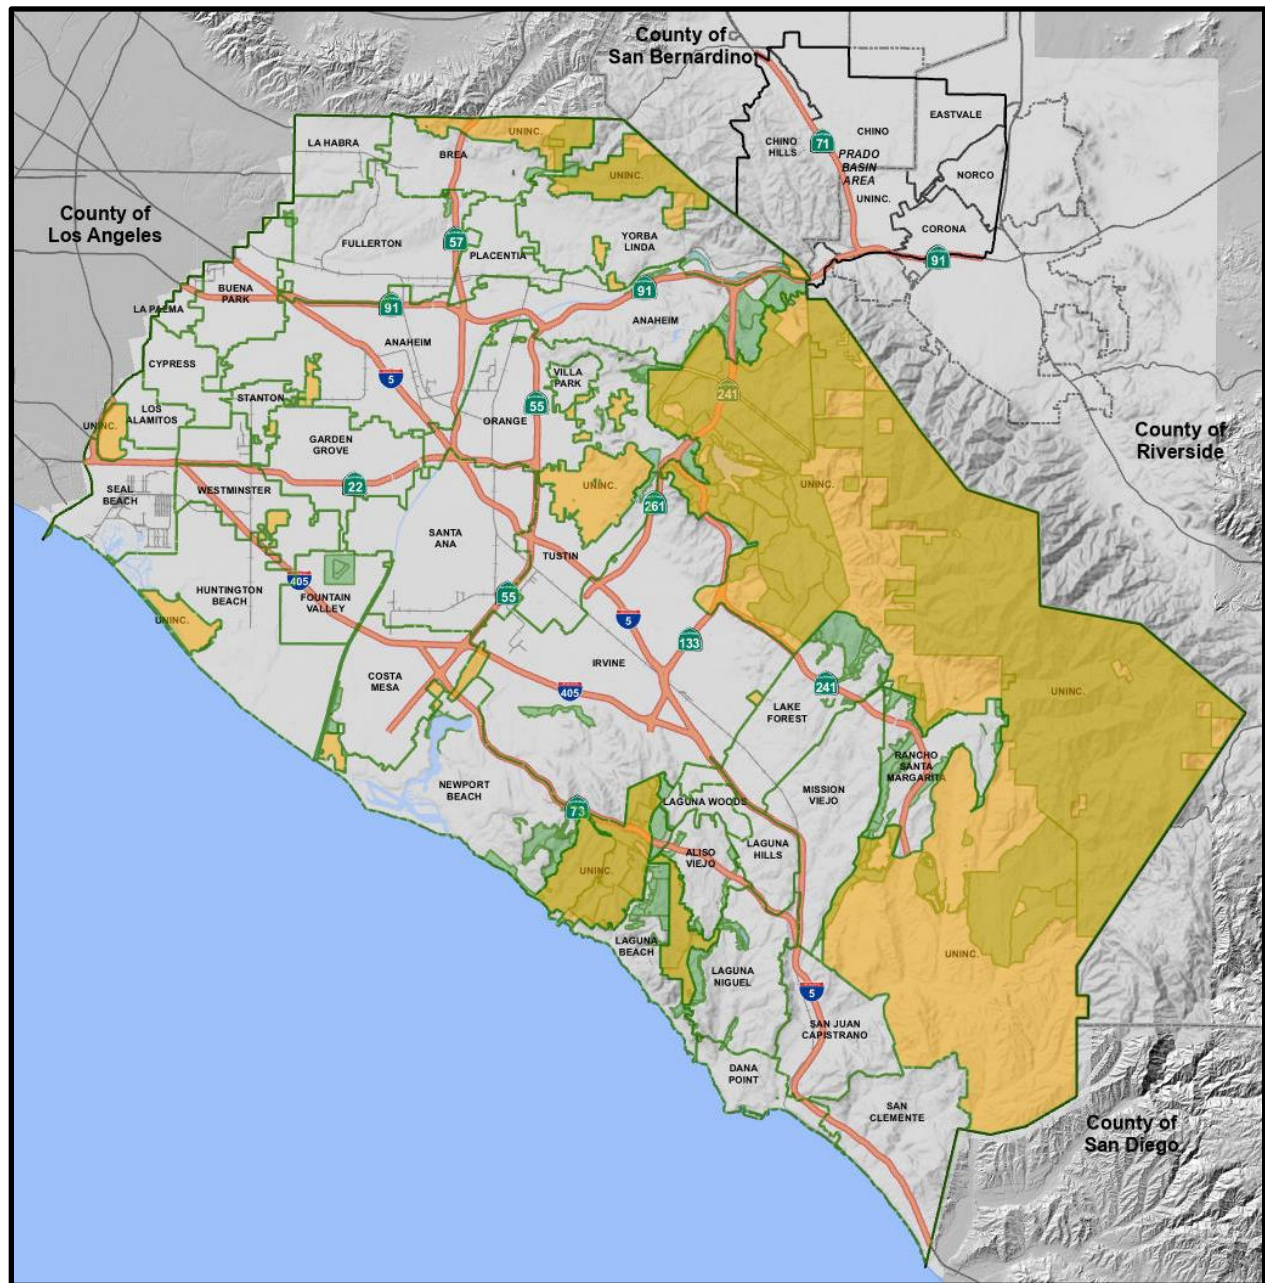 County of
San Bernardino
EASTVALE
CHINO
CHINO
HILLS
71
PRADO
BASIN
AREA
NORCO
UNINC.
CORONA
91
LA HABRA
UNINC.
BREA
UNINC.
County of
Los Angeles
FULLERTON
57
PLACENTIA
YORBA
LINDA
BUENA
PARK
91
LA PALMA
91
ANAHEIM
ANAHEIM
CYPRESS
5
VILLA
PARK
241
STANTON
LOS
ALAMITOS
55
ORANGE
UNINC.
GARDEN
GROVE
County of
Riverside
SEAL
BEACH
WESTMINSTER
22
UNINC.
261
UNINC.
SANTA
ANA
TUSTIN
405
HUNTINGTON
BEACH
FOUNTAIN
VALLEY
55
UNINC.
5
133
IRVINE
COSTA
MESA
405
241
UNINC.
LAKE
FOREST
RANCHO
SANTA
MARGARITA
NEWPORT
BEACH
MISSION
VIEJO
LAGUNA WOODS
73
LAGUNA
HILLS
ALISO
VIEJO
UNINC.
LAGUNA
BEACH
UNINC.
LAGUNA
NIGUEL
5
SAN JUAN
CAPISTRANO
DANA
POINT
SAN
CLEMENTE
County of
San Diego